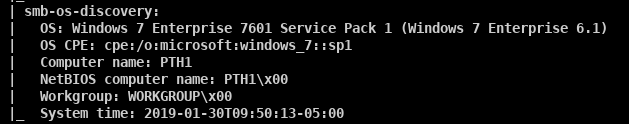 |_
| smb-os-discovery:
|   OS: Windows 7 Enterprise 7601 Service Pack 1 (Windows 7 Enterprise 6.1)
|   OS CPE: cpe:/o:microsoft:windows_7::sp1
|   Computer name: PTH1
|   NetBIOS computer name: PTH1\x00
|   Workgroup: WORKGROUP\x00
|_  System time: 2019-01-30T09:50:13-05:00